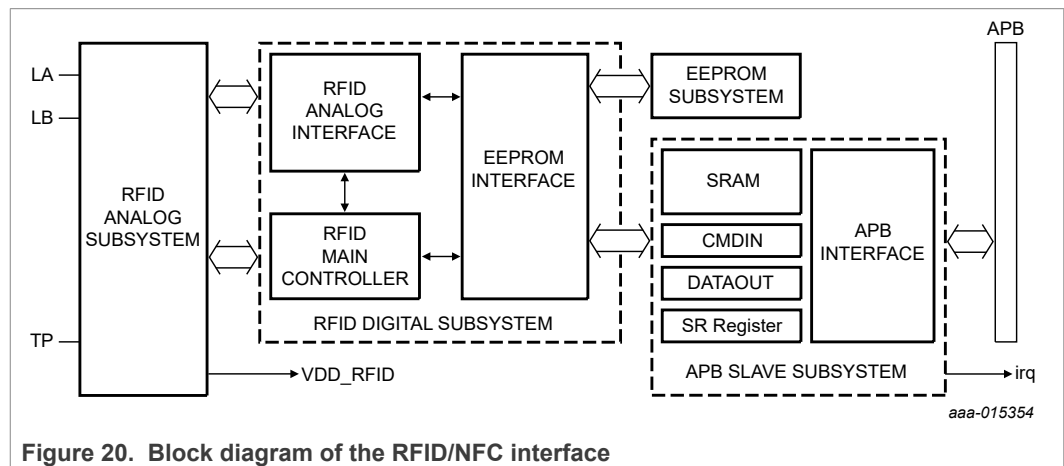 APB
LA
LB
TP
RFID
ANALOG
SUBSYSTEM
RFID
ANALOG
INTERFACE
RFID
MAIN
CONTROLLER
EEPROM
INTERFACE
RFID DIGITAL SUBSYSTEM
EEPROM
SUBSYSTEM
SRAM
CMDIN
DATAOUT
SR Register
APB
INTERFACE
APB SLAVE SUBSYSTEM
VDD_RFID
irq
aaa-015354
Figure 20. Block diagram of the RFID/NFC interface